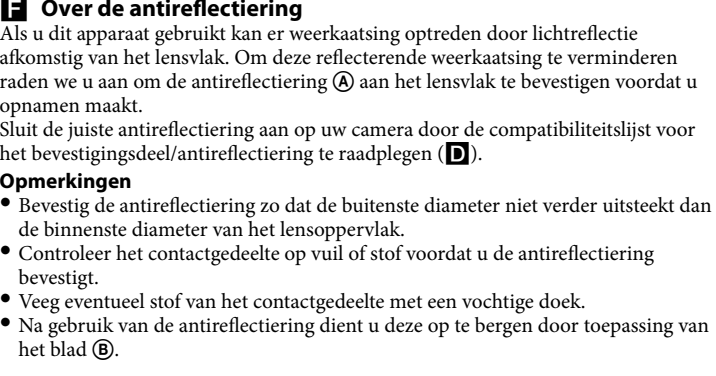 F Over de antireflectiering
Als u dit apparaat gebruikt kan er weerkaatsing optreden door lichtreflectie
afkomstig van het lensvlak. Om deze reflecterende weerkaatsing te verminderen
raden we u aan om de antireflectiering Ⓐ aan het lensvlak te bevestigen voordat u
opnamen maakt.
Sluit de juiste antireflectiering aan op uw camera door de compatibiliteitslijst voor
het bevestigingsdeel/antireflectiering te raadplegen (D).
Opmerkingen
• Bevestig de antireflectiering zo dat de buitenste diameter niet verder uitsteekt dan
de binnenste diameter van het lensoppervlak.
• Controleer het contactgedeelte op vuil of stof voordat u de antireflectiering
bevestigt.
• Veeg eventueel stof van het contactgedeelte met een vochtige doek.
• Na gebruik van de antireflectiering dient u deze op te bergen door toepassing van
het blad Ⓑ.